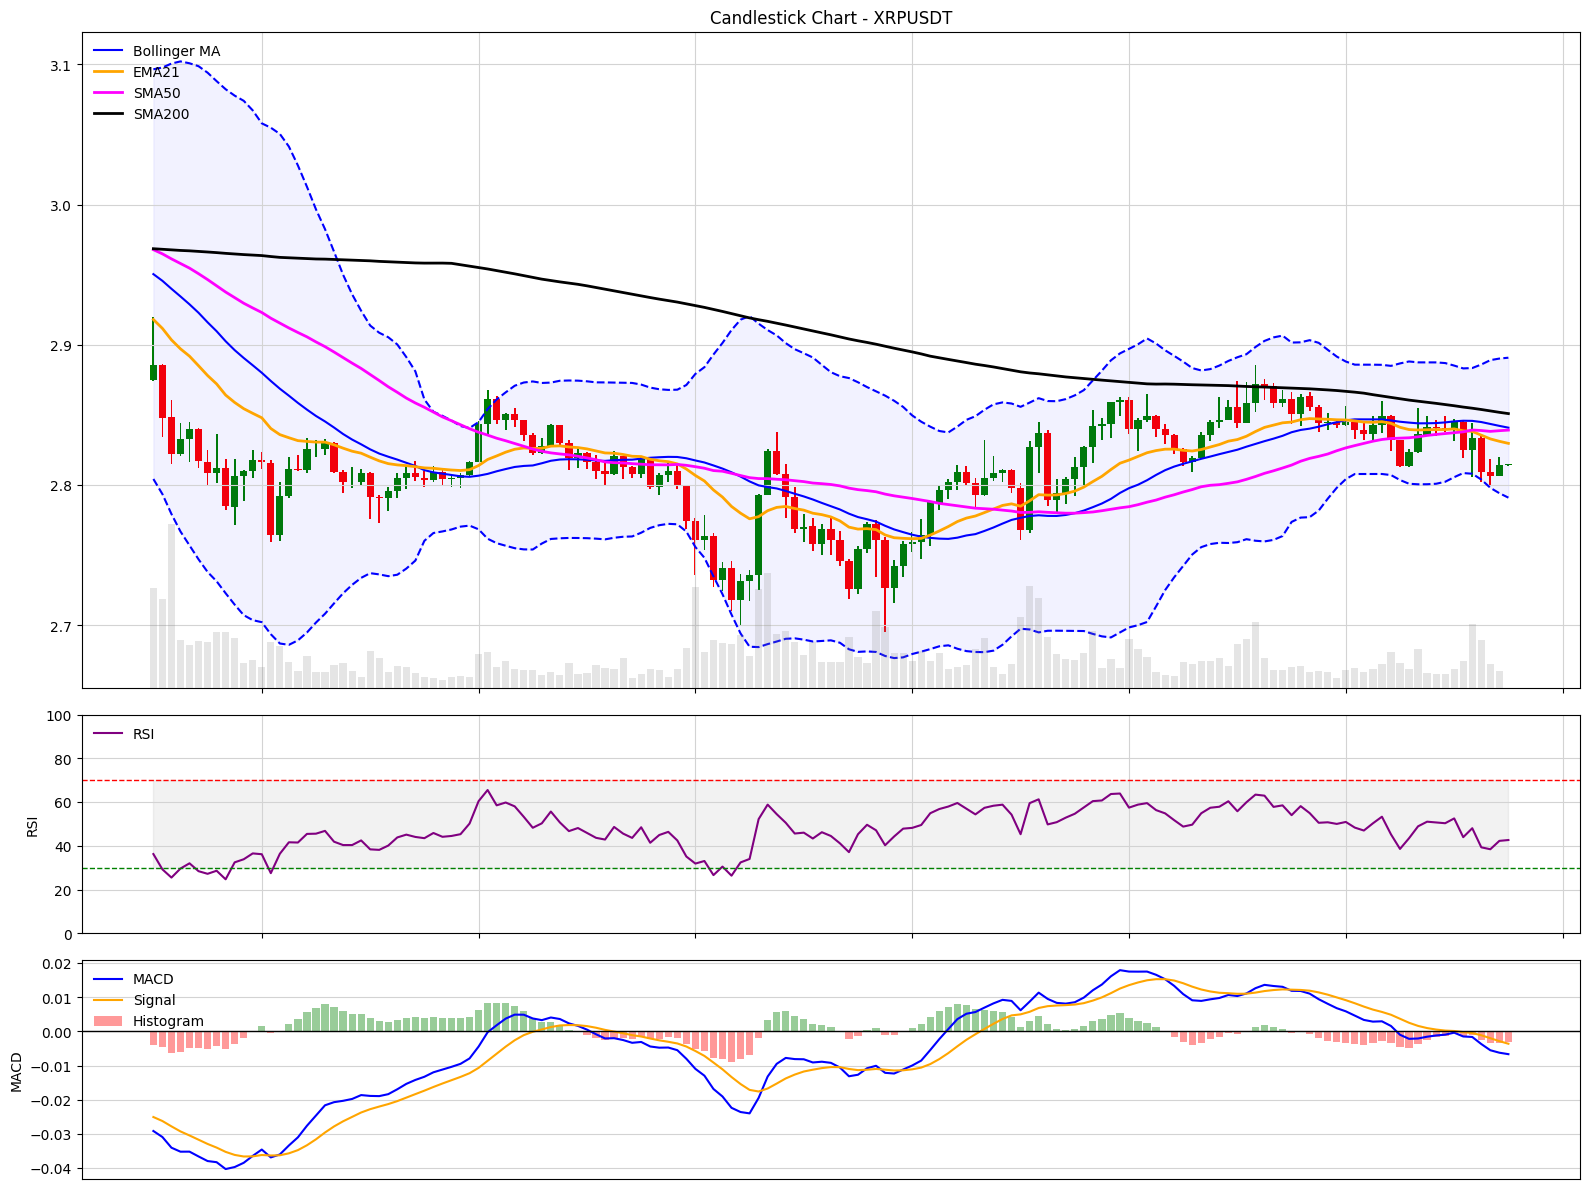 Candlestick Chart - XRPUSDT
Bollinger MA
EMA21
SMA50
SMA200
3.1
3.0
2.9
2.8
2.7
RSI
100
80
60
40
20
0
RSI
MACD
Signal
Histogram
0.02
0.01
0.00
−0.01
−0.02
−0.03
−0.04
MACD